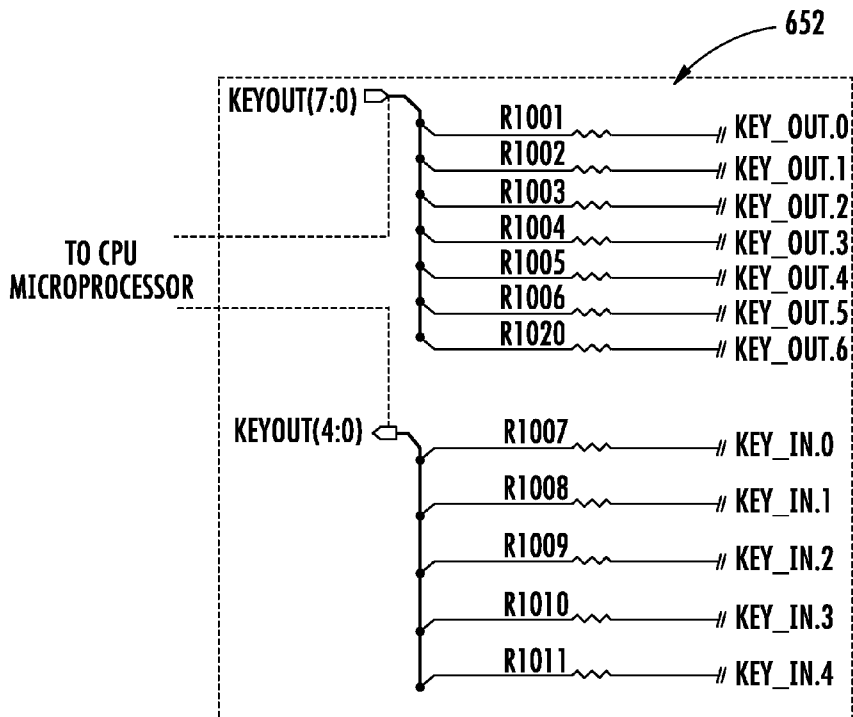 652
KEYOUT(7:0)
R1001 KEY_OUT.0
R1002 KEY_OUT.1
R1003 KEY_OUT.2
R1004 KEY_OUT.3
R1005 KEY_OUT.4
R1006 KEY_OUT.5
R1020 KEY_OUT.6
TO CPU
MICROPROCESSOR
KEYOUT(4:0)
R1007 KEY_IN.0
R1008 KEY_IN.1
R1009 KEY_IN.2
R1010 KEY_IN.3
R1011 KEY_IN.4